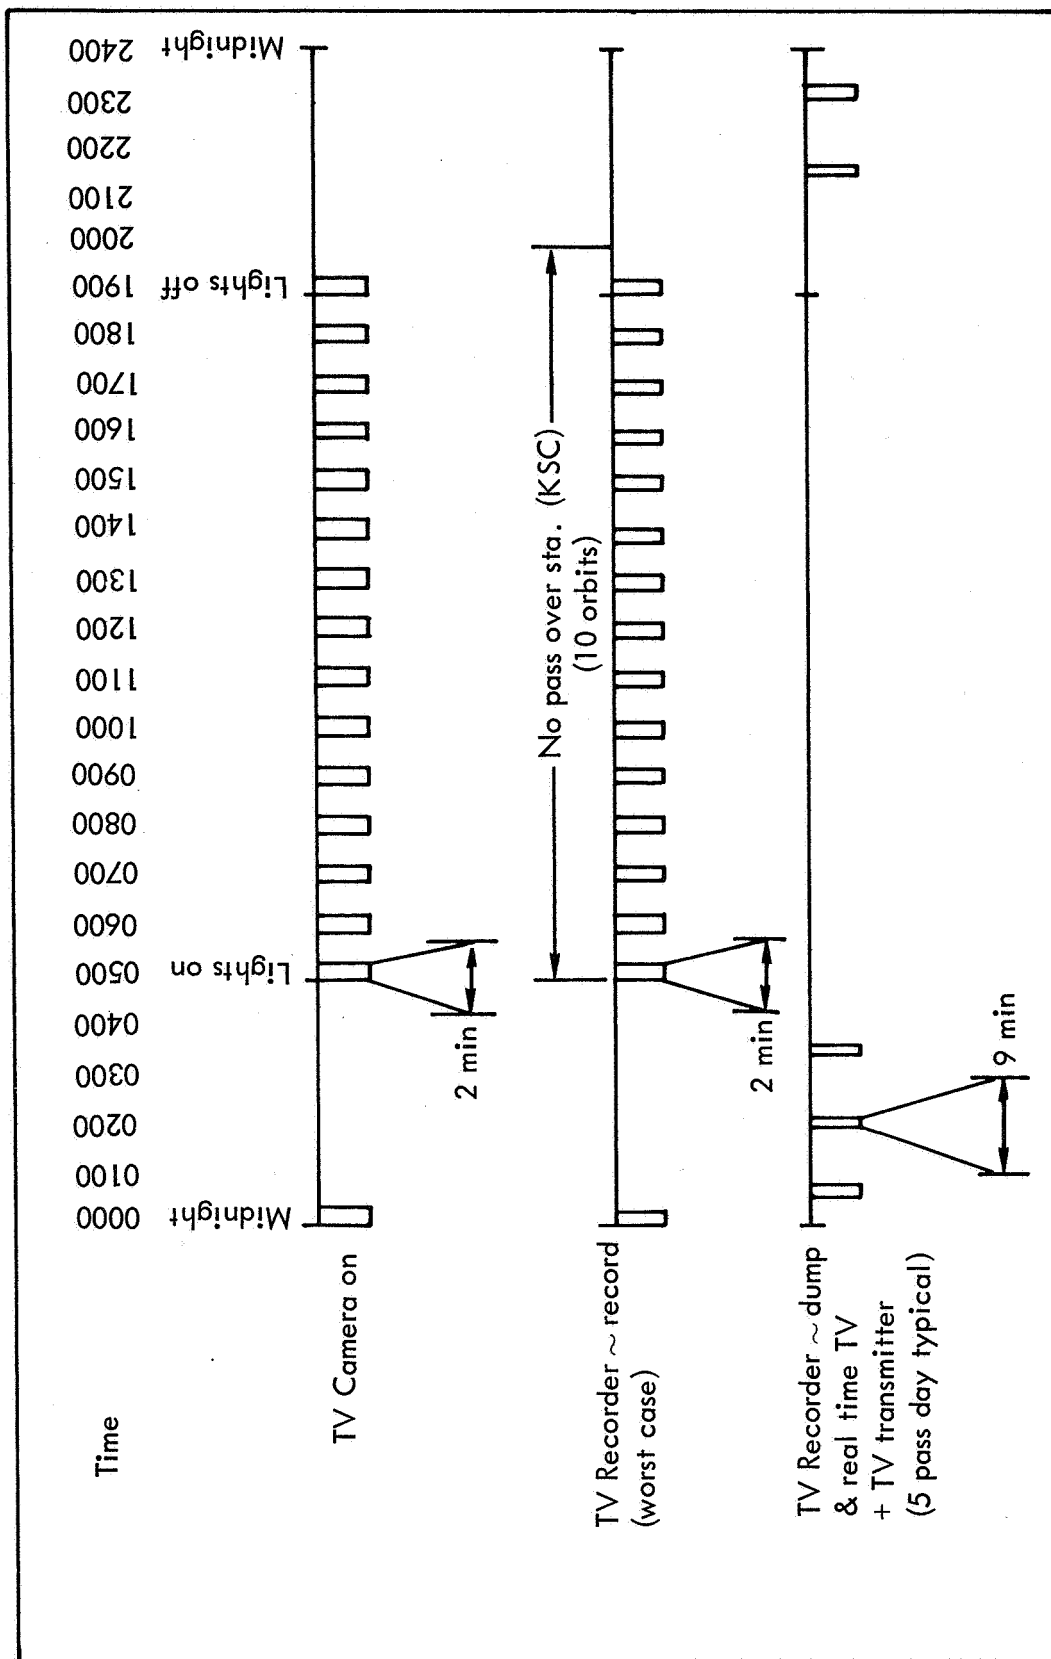 Time
0000
0100
0200
0300
0400
0500
0600
0700
0800
0900
1000
1100
1200
1300
1400
1500
1600
1700
1800
1900
2000
2100
2200
2300
2400
Midnight
Lights on
Lights off
Midnight
TV Camera on
2 min
TV Recorder ~ record
(worst case)
No pass over sta. (KSC)
(10 orbits)
2 min
TV Recorder ~ dump
& real time TV
+ TV transmitter
(5 pass day typical)
9 min